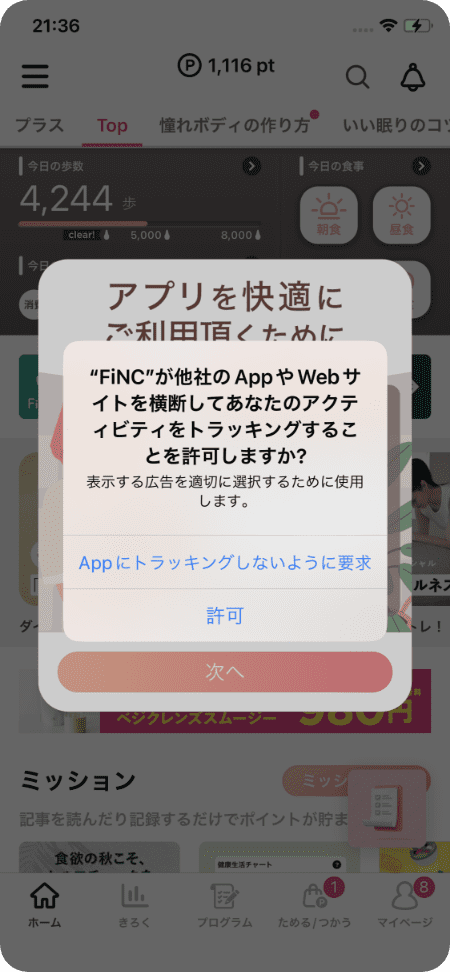 21:36
P 1,116 pt
プラス Top 憧れボディの作り方 いい眠りのコツ
今日の歩数 今日の食事
4,244 歩
朝食 昼食
clear! 5,000 8,000
アプリを快適に
ご利用頂くために
“FiNC”が他社のAppやWebサ
イトを横断してあなたのアクテ
ィビティをトラッキングするこ
とを許可しますか?
表示する広告を適切に選択するために使用
します。
Appにトラッキングしないように要求
許可
次へ
ベジクレンズスムージー 980円
ミッション
記事を読んだり記録するだけでポイントが貯ま
食欲の秋こそ、
健康生活チャート
1 8
ホーム きろく プログラム ためる/つかう マイページ